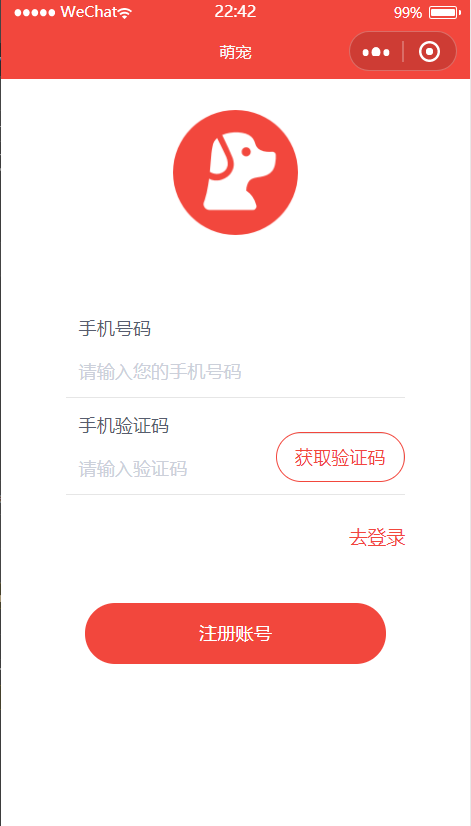 WeChat 22:42 99%
萌宠
手机号码
请输入您的手机号码
手机验证码
请输入验证码 获取验证码
去登录
注册账号